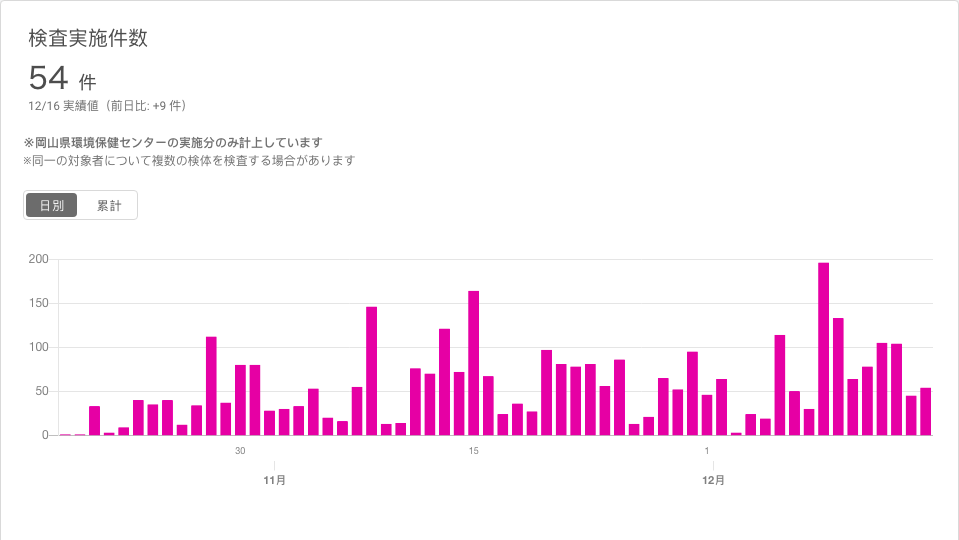 検査実施件数
54 件
12/16 実績値（前日比: +9 件）
※岡山県環境保健センターの実施分のみ計上しています
※同一の対象者について複数の検体を検査する場合があります
日別 累計
200
150
100
50
0
30 15 1
11月 12月